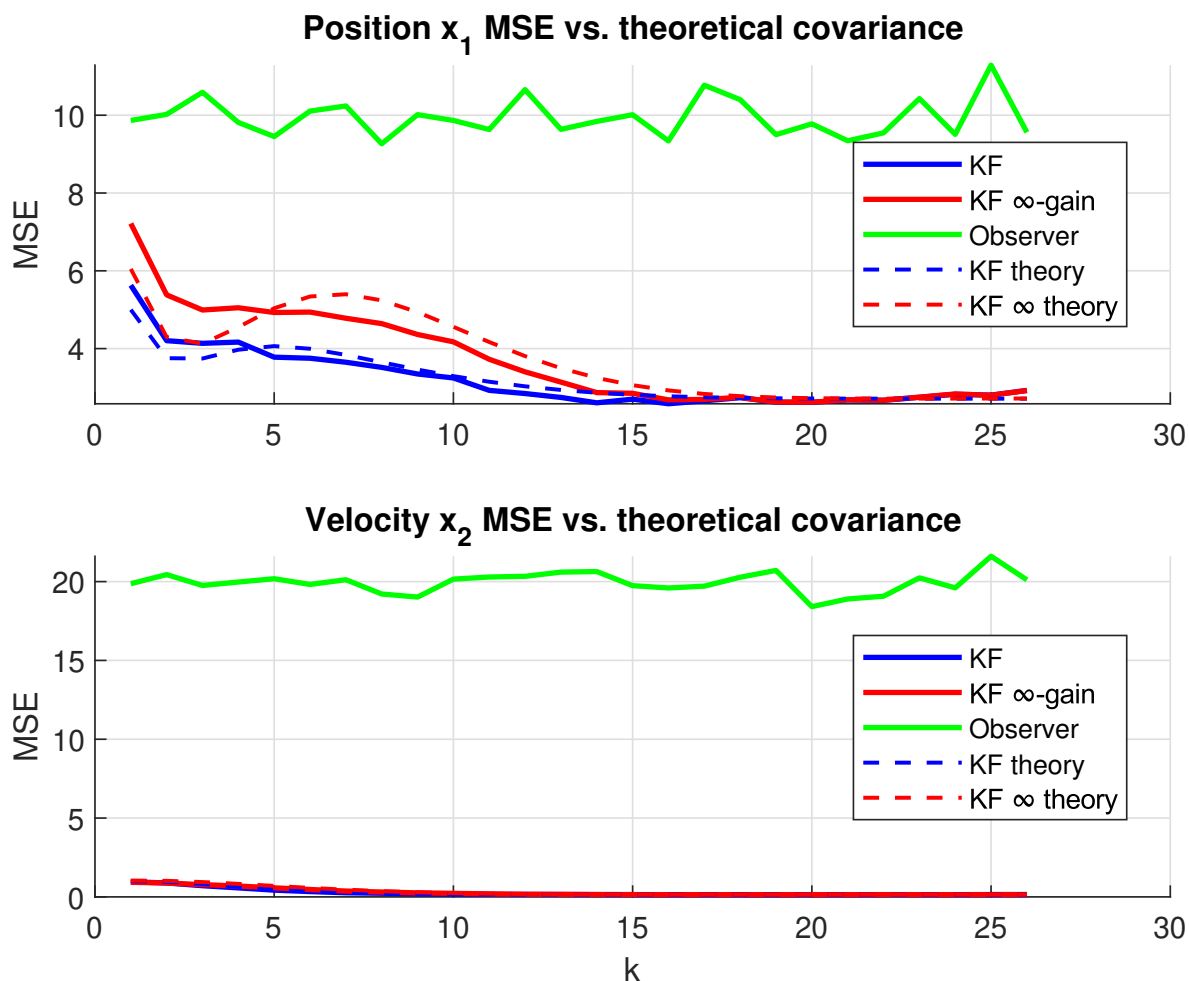 Position x_1 MSE vs. theoretical covariance
MSE
10
8
6
4
0 5 10 15 20 25 30
KF
KF ∞-gain
Observer
KF theory
KF ∞ theory
Velocity x_2 MSE vs. theoretical covariance
MSE
20
15
10
5
0
0 5 10 15 20 25 30
k
KF
KF ∞-gain
Observer
KF theory
KF ∞ theory